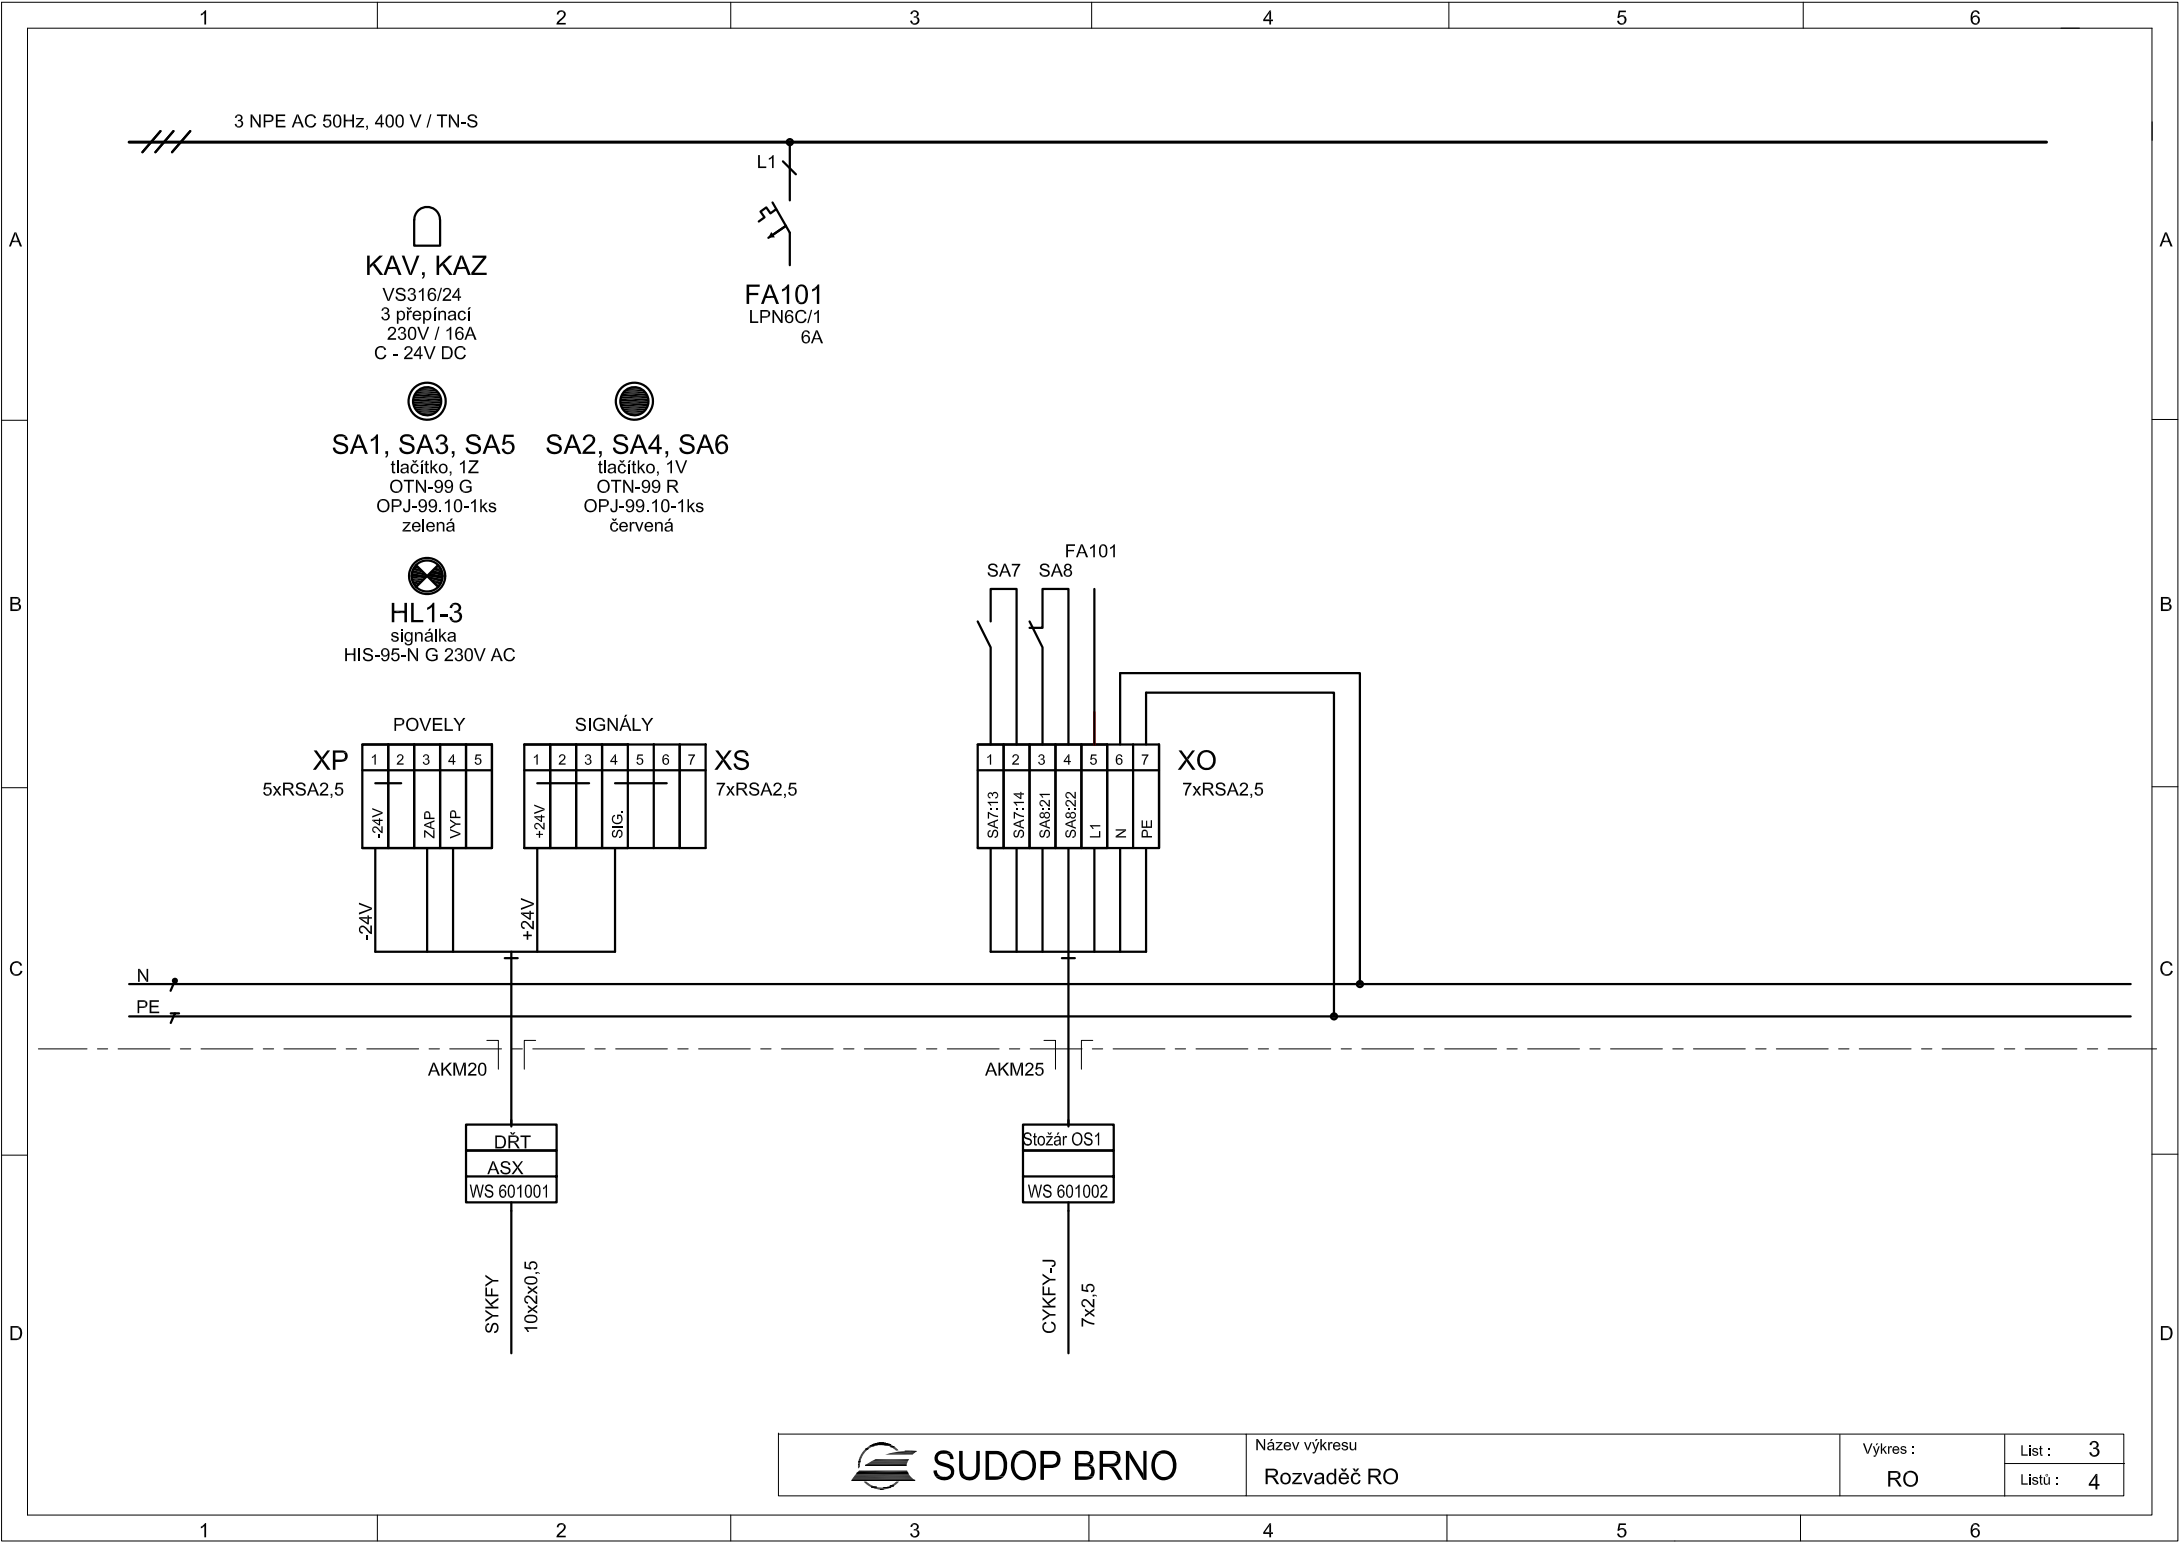 1 2 3 4 5 6
3 NPE AC 50Hz, 400 V / TN-S
L1
A A
KAV, KAZ
VS316/24
3 přepínací
230V / 16A
C - 24V DC
FA101
LPN6C/1
6A
SA1, SA3, SA5
tlačítko, 1Z
OTN-99 G
OPJ-99.10-1ks
zelená
SA2, SA4, SA6
tlačítko, 1V
OTN-99 R
OPJ-99.10-1ks
červená
HL1-3
signálka
HIS-95-N G 230V AC
B B
SA7 SA8 FA101
POVELY
XP 1 2 3 4 5
5xRSA2,5
-24V ZAP VYP
SIGNÁLY
1 2 3 4 5 6 7 XS
7xRSA2,5
+24V SIG.
1 2 3 4 5 6 7 XO
7xRSA2,5
SA7:13 SA7:14 SA8:21 SA8:22 L1 N PE
-24V +24V
C C
N
PE
AKM20 AKM25
DŘT
ASX
WS 601001
Stožár OS1
WS 601002
SYKFY 10x2x0,5
CYKFY-J 7x2,5
D D
SUDOP BRNO
Název výkresu
Rozvaděč RO
Výkres :
RO
List : 3
Listů : 4
1 2 3 4 5 6